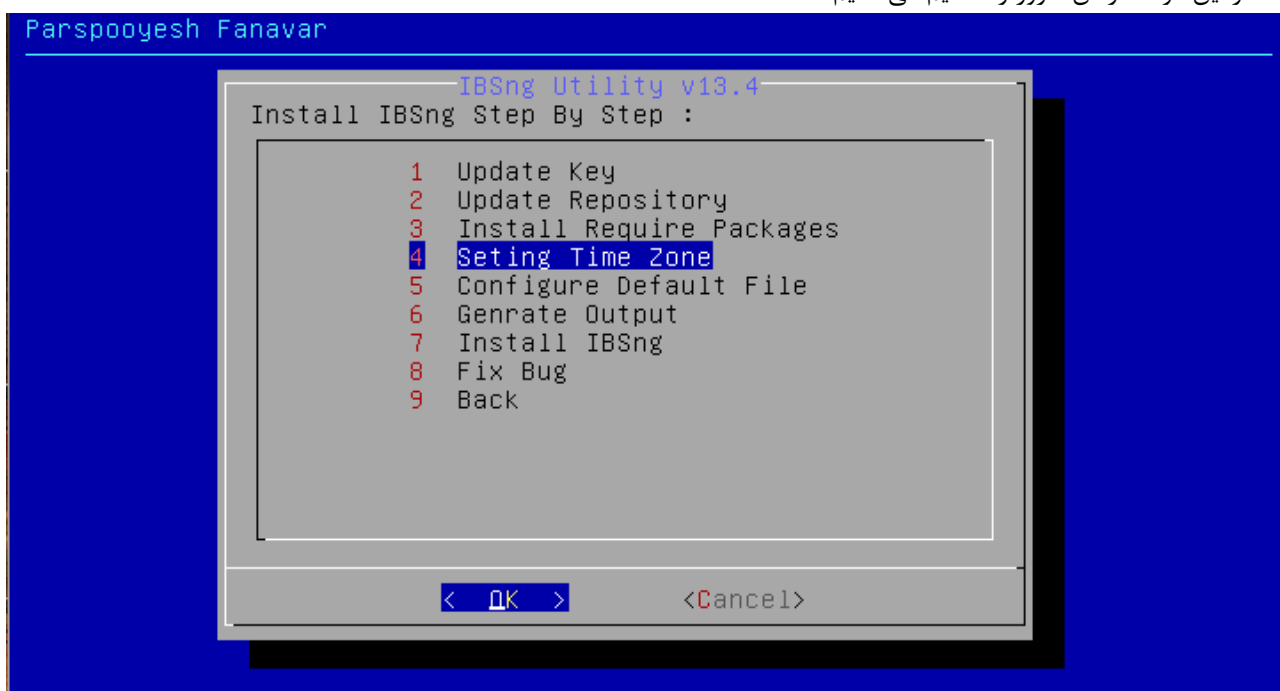 Parspooyesh Fanavar
IBSng Utility v13.4
Install IBSng Step By Step :
1 Update Key
2 Update Repository
3 Install Require Packages
4 Seting Time Zone
5 Configure Default File
6 Genrate Output
7 Install IBSng
8 Fix Bug
9 Back
< OK > <Cancel>